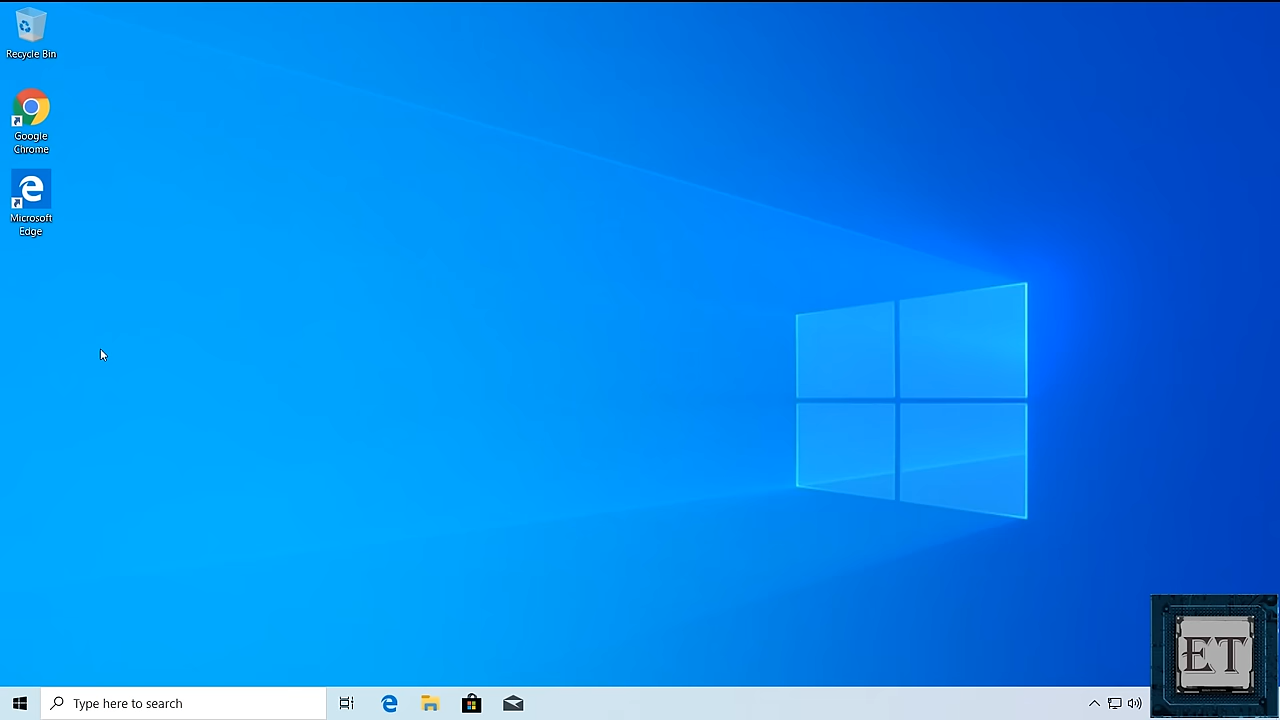 Recycle Bin
Google
Chrome
Microsoft
Edge
Type here to search
ET